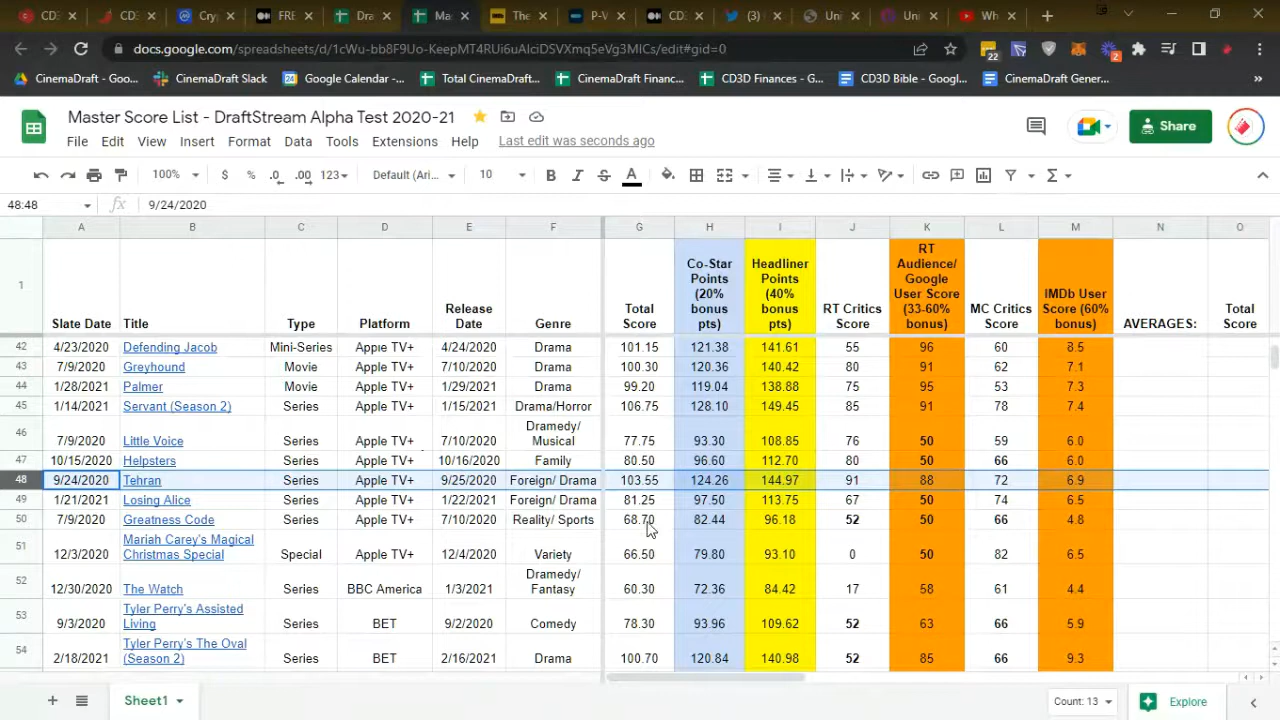 CD3 CDS Cry FRE Dra Ma The P-V CD3 (3) Uni Uni Wh
docs.google.com/spreadsheets/d/1cWu-bb8F9Uo-KeepMT4RUi6uAlciDSVXmq5eVg3MICs/edit#gid=0
22 2
CinemaDraft - Goo... CinemaDraft Slack Google Calendar -... Total CinemaDraft... CinemaDraft Financ... CD3D Finances - G... CD3D Bible - Googl... CinemaDraft Gener... »
Master Score List - DraftStream Alpha Test 2020-21
File Edit View Insert Format Data Tools Extensions Help Last edit was seconds ago Share
100% $ % .0 .00 123 Default (Ari... 10 B I S A Σ
48:48 fx 9/24/2020
A B C D E F G H I J K L M N O
1 Slate Date Title Type Platform Release Date Genre Total Score Co-Star Points (20% bonus pts) Headliner Points (40% bonus pts) RT Critics Score RT Audience/ Google User Score (33-60% bonus) MC Critics Score IMDb User Score (60% bonus) AVERAGES: Total Score
42 4/23/2020 Defending Jacob Mini-Series Apple TV+ 4/24/2020 Drama 101.15 121.38 141.61 55 96 60 8.5
43 7/9/2020 Greyhound Movie Apple TV+ 7/10/2020 Drama 100.30 120.36 140.42 80 91 62 7.1
44 1/28/2021 Palmer Movie Apple TV+ 1/29/2021 Drama 99.20 119.04 138.88 75 95 53 7.3
45 1/14/2021 Servant (Season 2) Series Apple TV+ 1/15/2021 Drama/Horror 106.75 128.10 149.45 85 91 78 7.4
46 7/9/2020 Little Voice Series Apple TV+ 7/10/2020 Dramedy/ Musical 77.75 93.30 108.85 76 50 59 6.0
47 10/15/2020 Helpsters Series Apple TV+ 10/16/2020 Family 80.50 96.60 112.70 80 50 66 6.0
48 9/24/2020 Tehran Series Apple TV+ 9/25/2020 Foreign/ Drama 103.55 124.26 144.97 91 88 72 6.9
49 1/21/2021 Losing Alice Series Apple TV+ 1/22/2021 Foreign/ Drama 81.25 97.50 113.75 67 50 74 6.5
50 7/9/2020 Greatness Code Series Apple TV+ 7/10/2020 Reality/ Sports 68.70 82.44 96.18 52 50 66 4.8
51 12/3/2020 Mariah Carey's Magical Christmas Special Special Apple TV+ 12/4/2020 Variety 66.50 79.80 93.10 0 50 82 6.5
52 12/30/2020 The Watch Series BBC America 1/3/2021 Dramedy/ Fantasy 60.30 72.36 84.42 17 58 61 4.4
53 9/3/2020 Tyler Perry's Assisted Living Series BET 9/2/2020 Comedy 78.30 93.96 109.62 52 63 66 5.9
54 2/18/2021 Tyler Perry's The Oval (Season 2) Series BET 2/16/2021 Drama 100.70 120.84 140.98 52 85 66 9.3
Sheet1 Count: 13 Explore